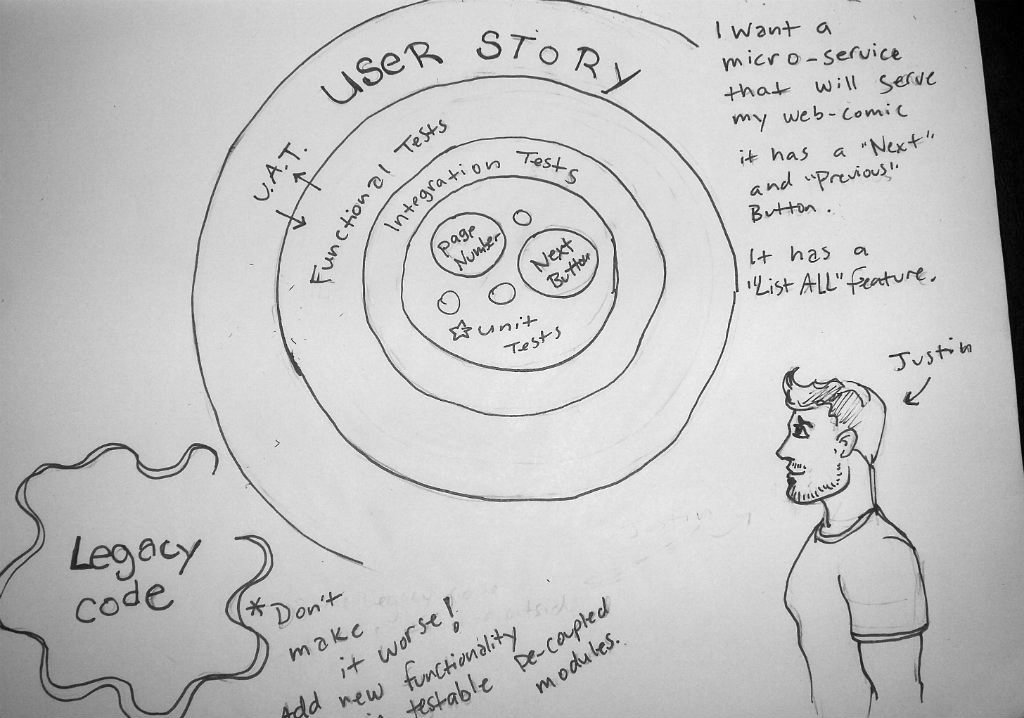 USER STORY
U.A.T.
Functional Tests
Integration Tests
Page
Number
Next
Button
unit
Tests
I want a
micro-service
that will serve
my web-comic
it has a "Next"
and "Previous"
Button.
It has a
"List ALL" feature.
Justin
Legacy
code
* Don't
make
it worse!
Add new functionality
testable De-coupled
modules.